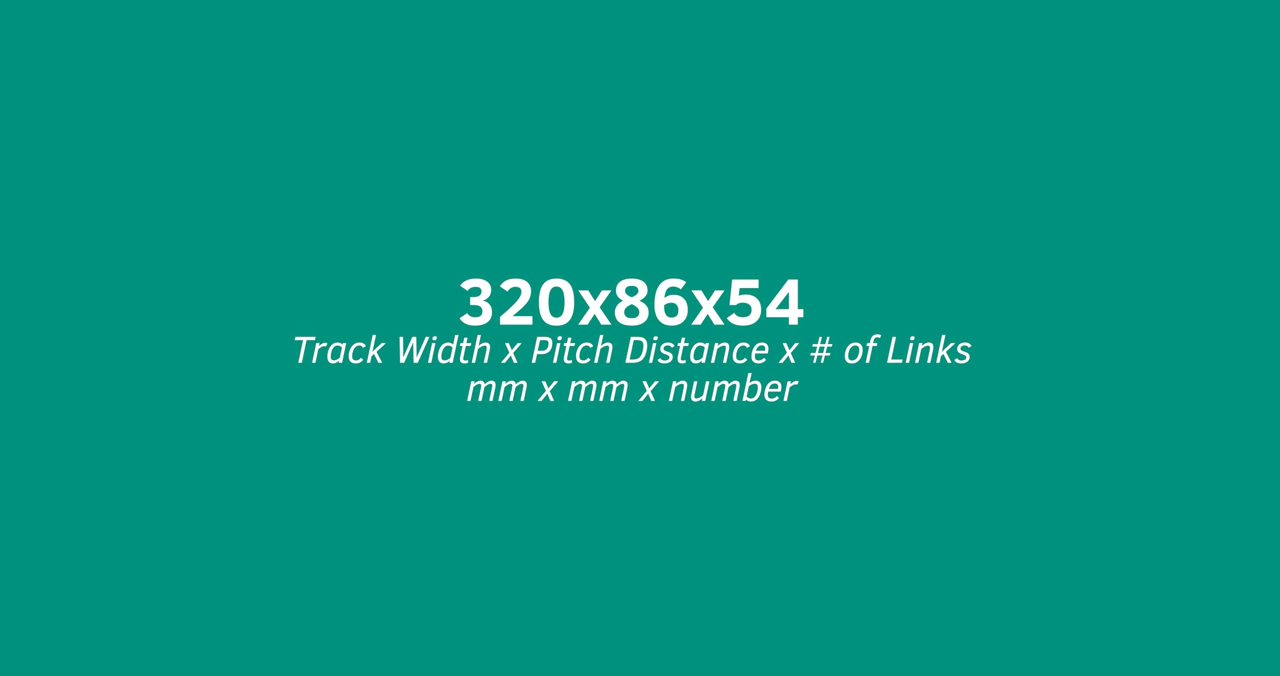 320x86x54
Track Width x Pitch Distance x # of Links
mm x mm x number